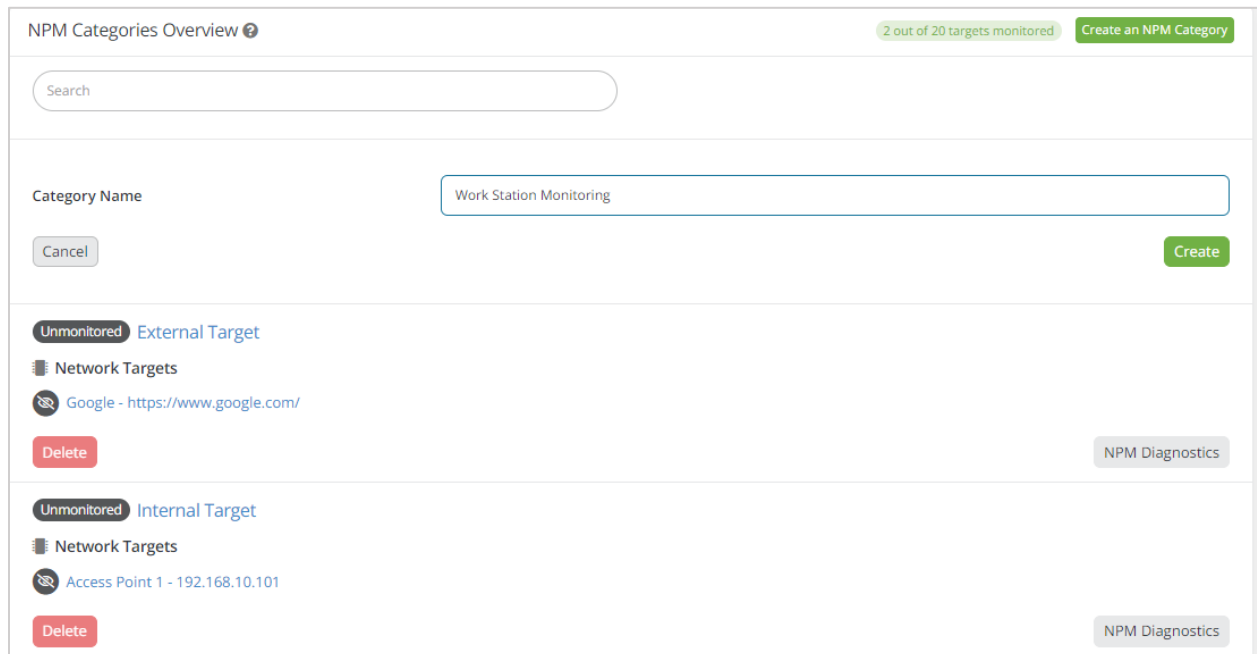 NPM Categories Overview ?
2 out of 20 targets monitored
Create an NPM Category
Search
Category Name
Work Station Monitoring
Cancel
Create
Unmonitored External Target
Network Targets
Google - https://www.google.com/
Delete
NPM Diagnostics
Unmonitored Internal Target
Network Targets
Access Point 1 - 192.168.10.101
Delete
NPM Diagnostics